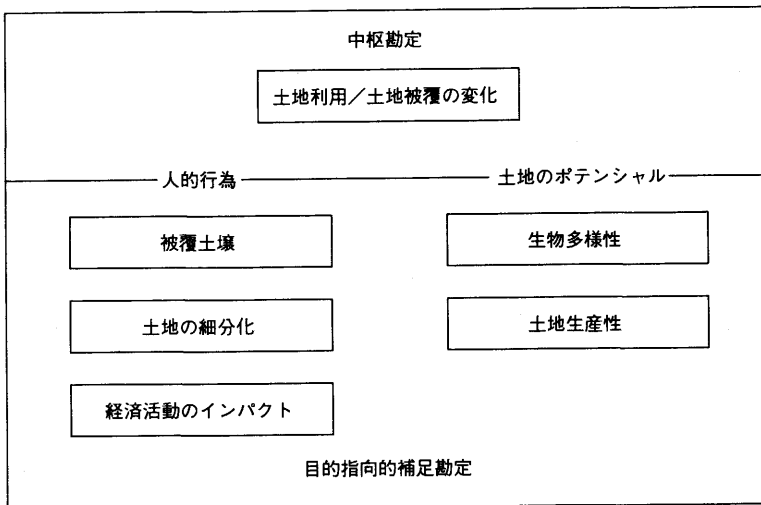 中枢勘定
土地利用／土地被覆の変化
人的行為
土地のポテンシャル
被覆土壌
生物多様性
土地の細分化
土地生産性
経済活動のインパクト
目的指向的補足勘定